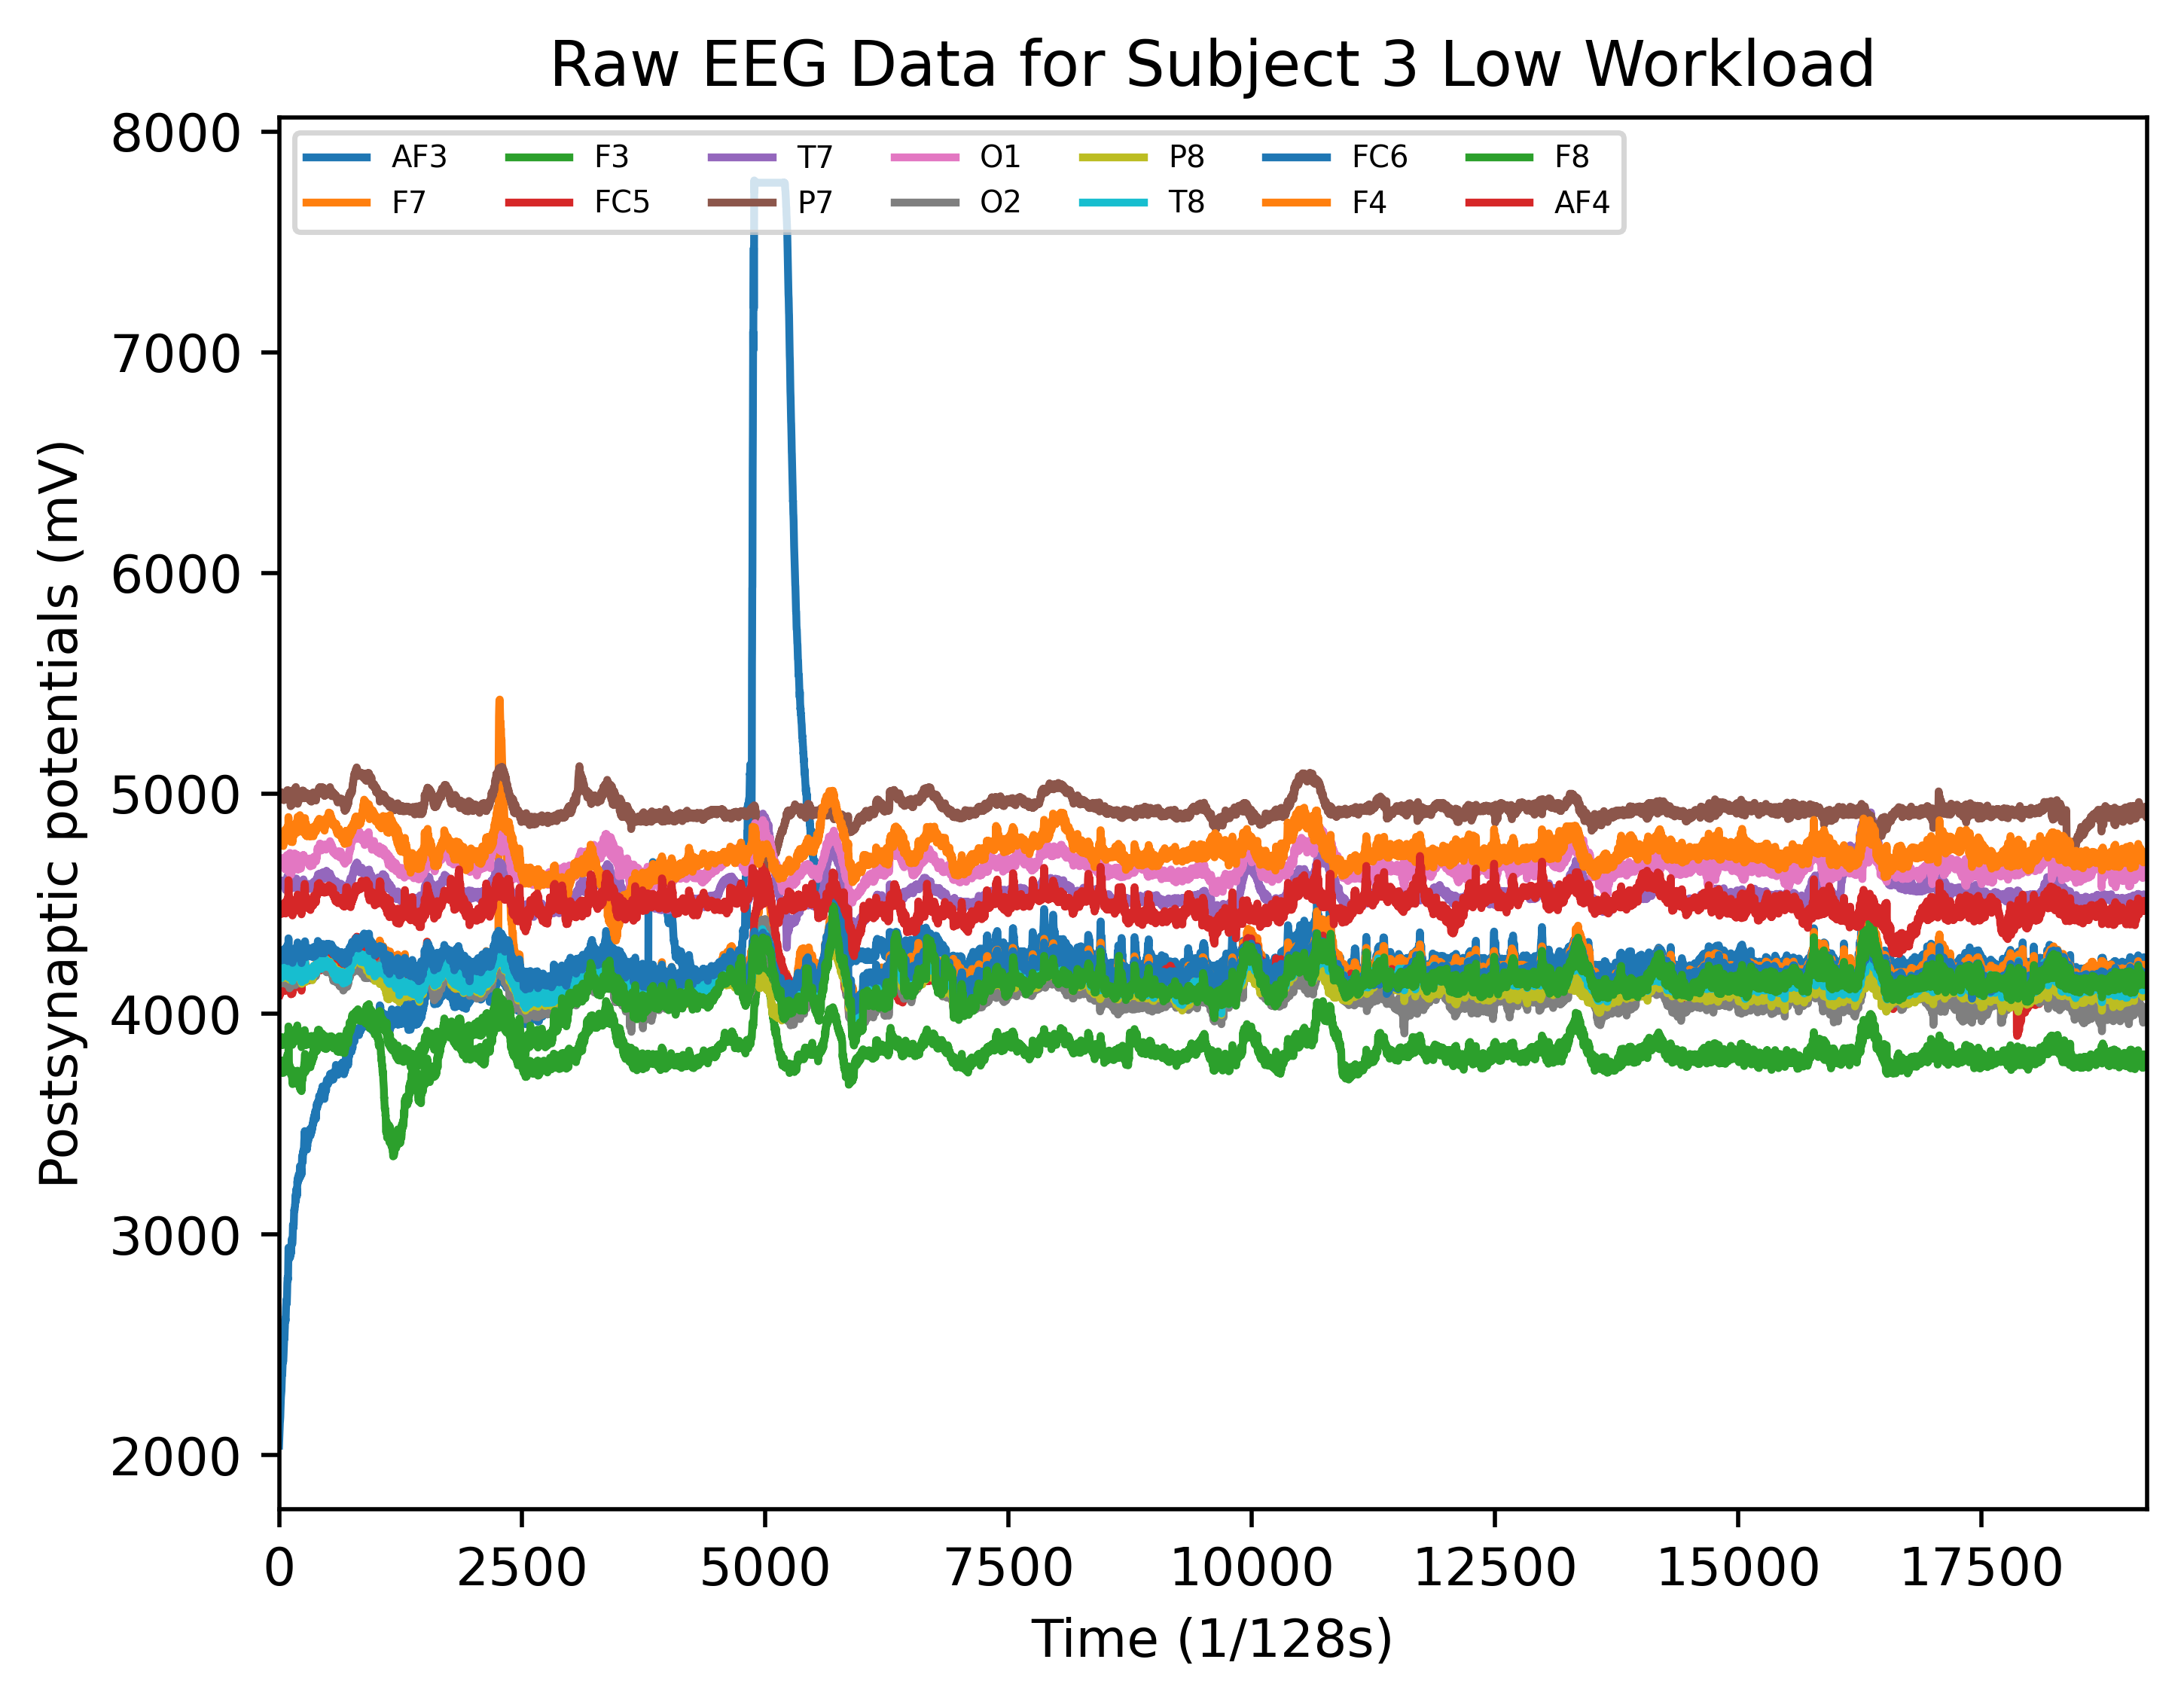 Raw EEG Data for Subject 3 Low Workload
8000
7000
6000
5000
4000
3000
2000
Postsynaptic potentials (mV)
AF3 F3 T7 O1 P8 FC6 F8
F7 FC5 P7 O2 T8 F4 AF4
0 2500 5000 7500 10000 12500 15000 17500
Time (1/128s)